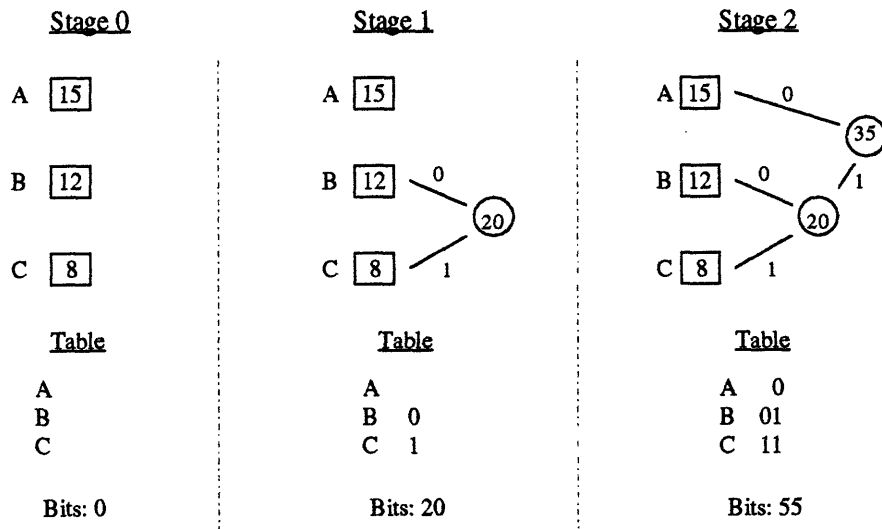 Stage 0
A 15
B 12
C 8
Table
A
B
C
Bits: 0
Stage 1
A 15
B 12 0
20
C 8 1
Table
A
B 0
C 1
Bits: 20
Stage 2
A 15 0
35
B 12 0 1
20
C 8 1
Table
A 0
B 01
C 11
Bits: 55